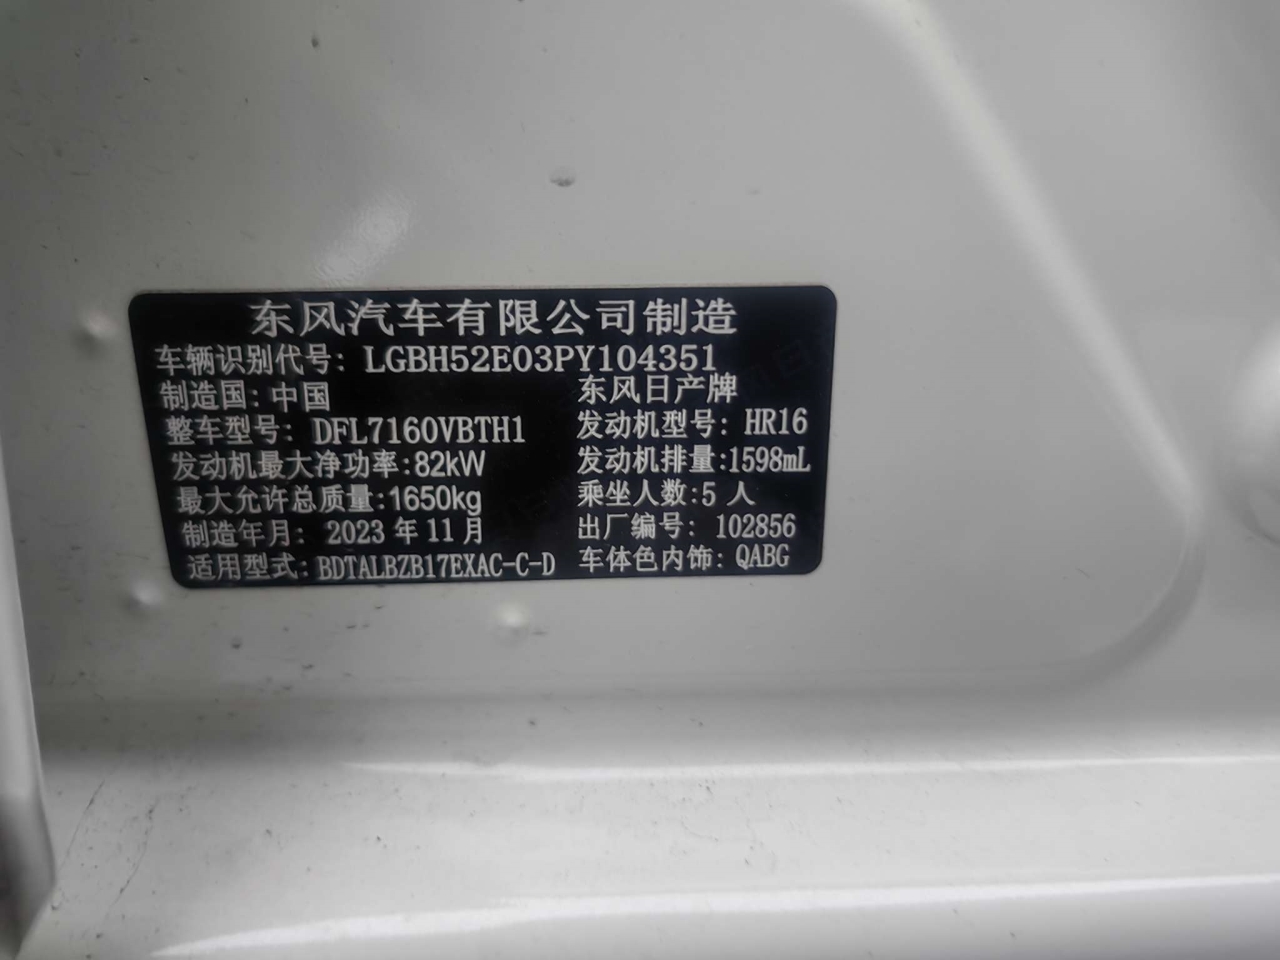 东风汽车有限公司制造
车辆识别代号: LGBH52E03PY104351
制造国: 中国 东风日产牌
整车型号: DFL7160VBTH1 发动机型号: HR16
发动机最大净功率:82kW 发动机排量:1598mL
最大允许总质量:1650kg 乘坐人数:5 人
制造年月: 2023 年 11 月 出厂编号: 102856
适用型式: BDTALBZB17EXAC-C-D 车体色内饰: QABG